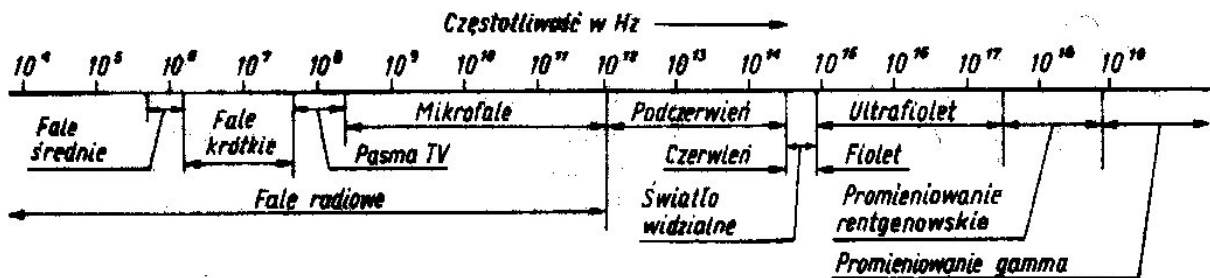 Częstotliwość w Hz
10⁴ 10⁵ 10⁶ 10⁷ 10⁸ 10⁹ 10¹⁰ 10¹¹ 10¹² 10¹³ 10¹⁴ 10¹⁵ 10¹⁶ 10¹⁷ 10¹⁸ 10¹⁹
Fale
średnie
Fale
krótkie
Pasma TV
Mikrofale
Podczerwień
Ultrafiolet
Czerwień
Fiolet
Fale radiowe
Światło
widzialne
Promieniowanie
rentgenowskie
Promieniowanie gamma